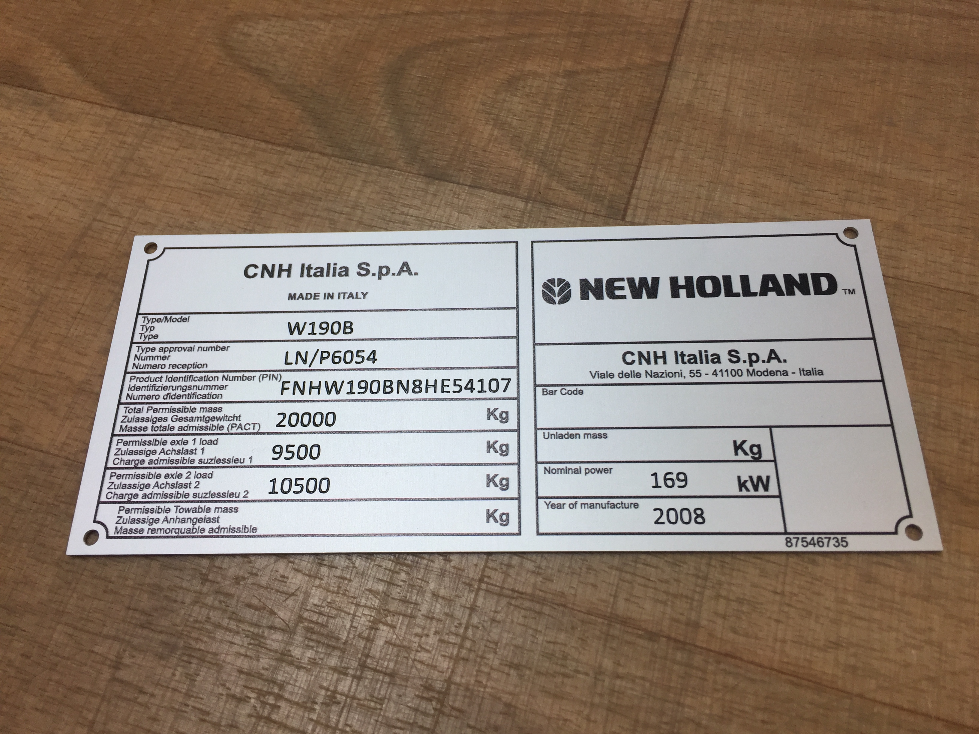 CNH Italia S.p.A.
MADE IN ITALY
Type/Model
Typ
Type
W190B
Type approval number
Nummer
Numero reception
LN/P6054
Product Identification Number (PIN)
Identifizierungsnummer
Numero d'identification
FNHW190BN8HE54107
Total Permissible mass
Zulassiges Gesamtgewitcht
Masse totale admissible (PACT)
20000 Kg
Permissible exle 1 load
Zulassige Achslast 1
Charge admissible suzlessieu 1
9500 Kg
Permissible exle 2 load
Zulassige Achslast 2
Charge admissible suzlessieu 2
10500 Kg
Permissible Towable mass
Zulassige Anhangelast
Masse remorquable admissible
Kg
NEW HOLLAND TM
CNH Italia S.p.A.
Viale delle Nazioni, 55 - 41100 Modena - Italia
Bar Code
Unladen mass
Kg
Nominal power
169 kW
Year of manufacture
2008
87546735